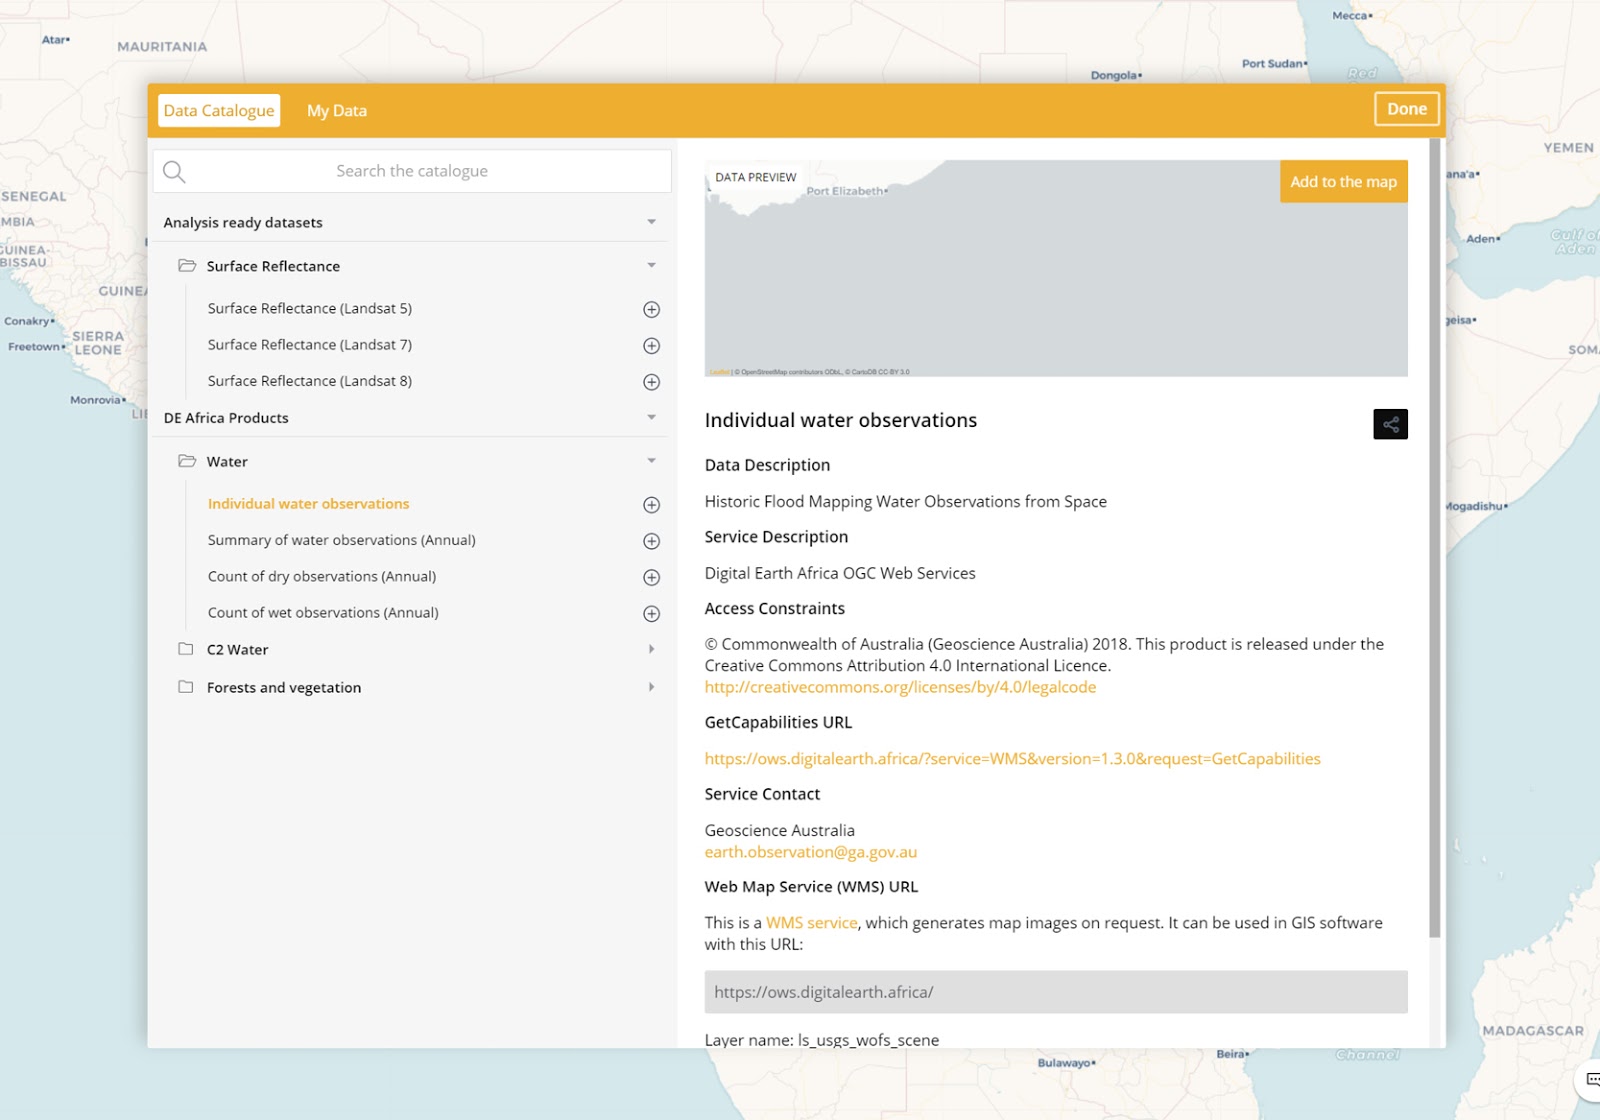 Mecca
Atar
MAURITANIA
Port Sudan
Red
Dongola
Data Catalogue
My Data
Done
YEMEN
Search the catalogue
DATA PREVIEW
Port Elizabeth
Add to the map
ana'a
SENEGAL
MBIA
Analysis ready datasets
GUINEA-
BISSAU
Surface Reflectance
Aden
Gulf of
Aden
GUINEA
Surface Reflectance (Landsat 5)
Conakry
SIERRA
LEONE
Freetown
geisa
Surface Reflectance (Landsat 7)
SOMA
Surface Reflectance (Landsat 8)
Leaflet | © OpenStreetMap contributors ODbL, © CartoDB CC-BY 3.0
Monrovia
LI
DE Africa Products
Water
Individual water observations
Summary of water observations (Annual)
Count of dry observations (Annual)
Count of wet observations (Annual)
C2 Water
Forests and vegetation
Individual water observations
Data Description
Historic Flood Mapping Water Observations from Space
Service Description
Digital Earth Africa OGC Web Services
Mogadishu
Access Constraints
© Commonwealth of Australia (Geoscience Australia) 2018. This product is released under the
Creative Commons Attribution 4.0 International Licence.
http://creativecommons.org/licenses/by/4.0/legalcode
GetCapabilities URL
https://ows.digitalearth.africa/?service=WMS&version=1.3.0&request=GetCapabilities
Service Contact
Geoscience Australia
earth.observation@ga.gov.au
Web Map Service (WMS) URL
This is a WMS service, which generates map images on request. It can be used in GIS software
with this URL:
https://ows.digitalearth.africa/
Layer name: ls_usgs_wofs_scene
MADAGASCAR
Bulawayo
Beira
Channel